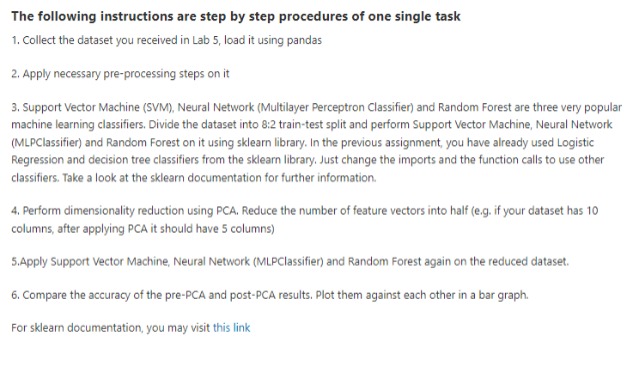 The following instructions are step by step procedures of one single task
1. Collect the dataset you received in Lab 5, load it using pandas
2. Apply necessary pre-processing steps on it
3. Support Vector Machine (SVM), Neural Network (Multilayer Perceptron Classifier) and Random Forest are three very popular
machine learning classifiers. Divide the dataset into 8:2 train-test split and perform Support Vector Machine, Neural Network
(MLPClassifier) and Random Forest on it using sklearn library. In the previous assignment, you have already used Logistic
Regression and decision tree classifiers from the sklearn library. Just change the imports and the function calls to use other
classifiers. Take a look at the sklearn documentation for further information.
4. Perform dimensionality reduction using PCA. Reduce the number of feature vectors into half (e.g. if your dataset has 10
columns, after applying PCA it should have 5 columns)
5.Apply Support Vector Machine, Neural Network (MLPClassifier) and Random Forest again on the reduced dataset.
6. Compare the accuracy of the pre-PCA and post-PCA results. Plot them against each other in a bar graph.
For sklearn documentation, you may visit this link